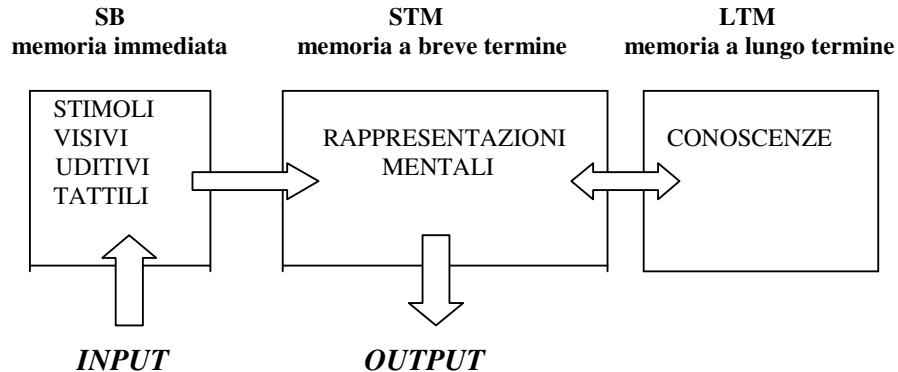 SB
memoria immediata
STM
memoria a breve termine
LTM
memoria a lungo termine
STIMOLI
VISIVI
UDITIVI
TATTILI
RAPPRESENTAZIONI
MENTALI
CONOSCENZE
INPUT
OUTPUT